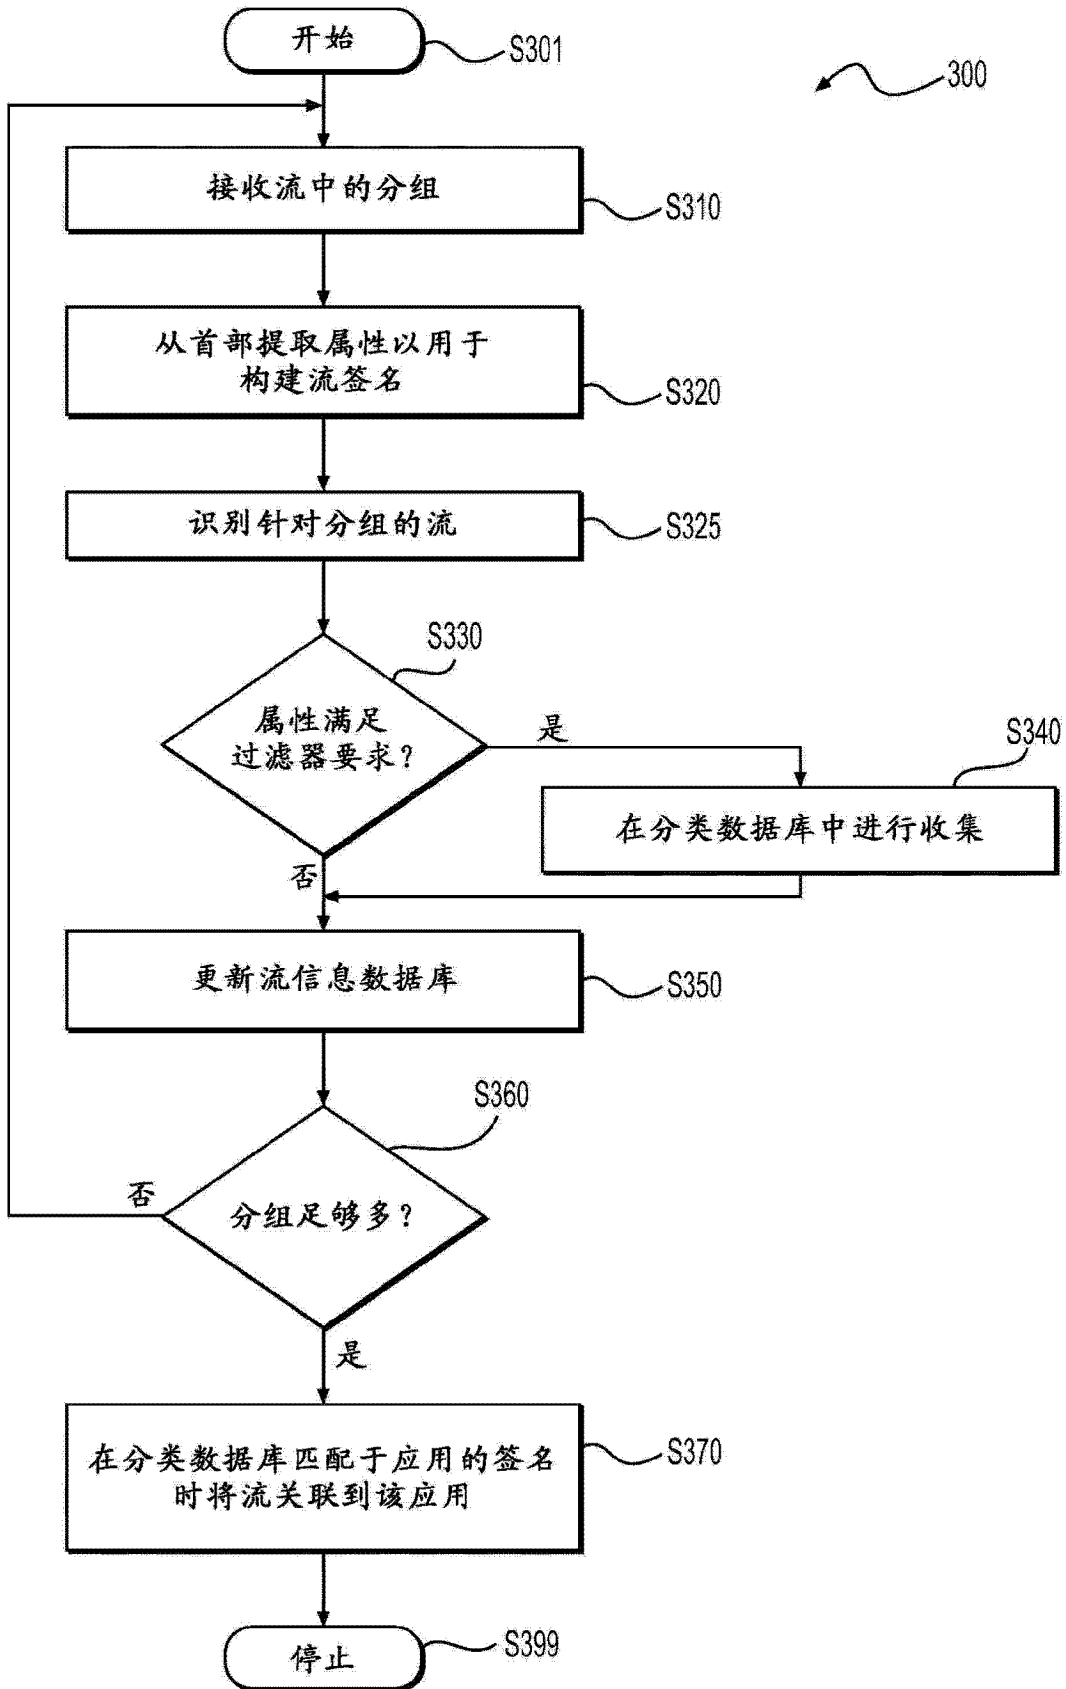 开始
S301
300
接收流中的分组
S310
从首部提取属性以用于
构建流签名
S320
识别针对分组的流
S325
S330
属性满足
过滤器要求?
是
S340
在分类数据库中进行收集
否
更新流信息数据库
S350
S360
否
分组足够多?
是
在分类数据库匹配于应用的签名
时将流关联到该应用
S370
停止
S399